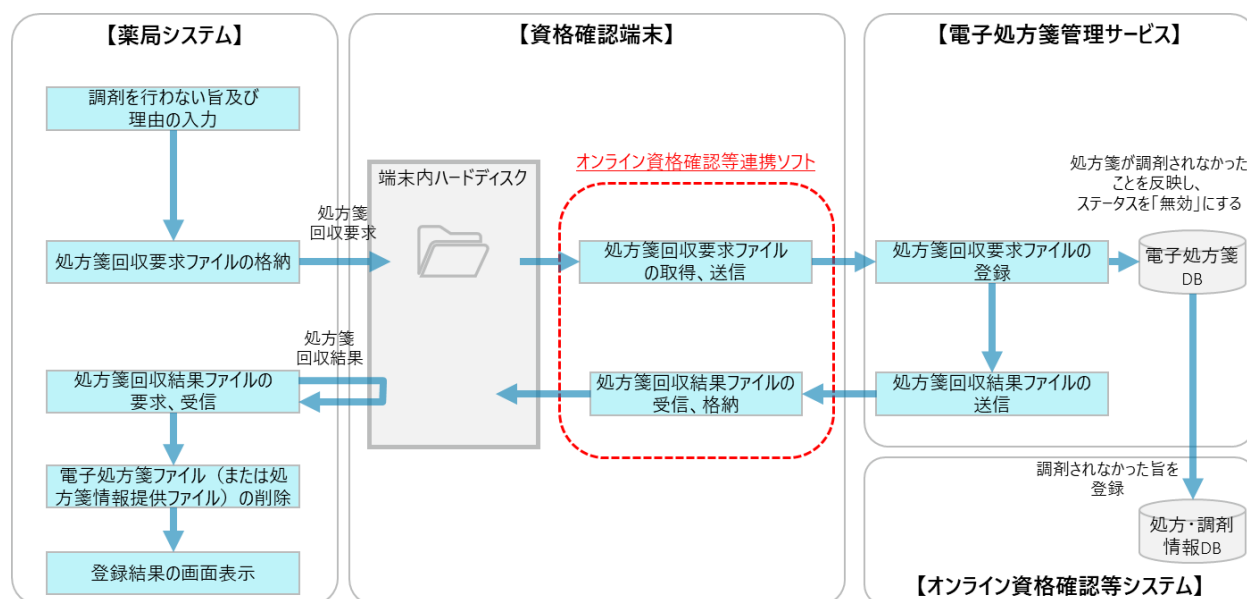 【薬局システム】
調剤を行わない旨及び
理由の入力
処方箋回収要求ファイルの格納
処方箋
回収要求
処方箋
回収結果
処方箋回収結果ファイルの
要求、受信
電子処方箋ファイル（または処
方箋情報提供ファイル）の削除
登録結果の画面表示
【資格確認端末】
端末内ハードディスク
オンライン資格確認等連携ソフト
処方箋回収要求ファイル
の取得、送信
処方箋回収結果ファイルの
受信、格納
【電子処方箋管理サービス】
処方箋が調剤されなかった
ことを反映し、
ステータスを「無効」にする
処方箋回収要求ファイルの
登録
電子処方箋
DB
処方箋回収結果ファイルの
送信
調剤されなかった旨を
登録
処方・調剤
情報DB
【オンライン資格確認等システム】